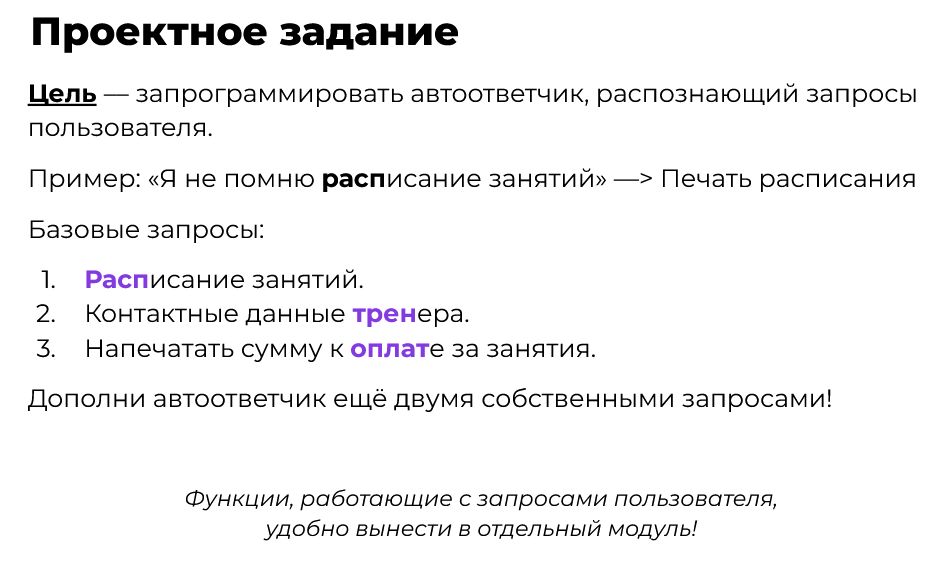 Проектное задание
Цель — запрограммировать автоответчик, распознающий запросы
пользователя.
Пример: «Я не помню расписание занятий» —> Печать расписания
Базовые запросы:
1. Расписание занятий.
2. Контактные данные тренера.
3. Напечатать сумму к оплате за занятия.
Дополни автоответчик ещё двумя собственными запросами!
Функции, работающие с запросами пользователя,
удобно вынести в отдельный модуль!